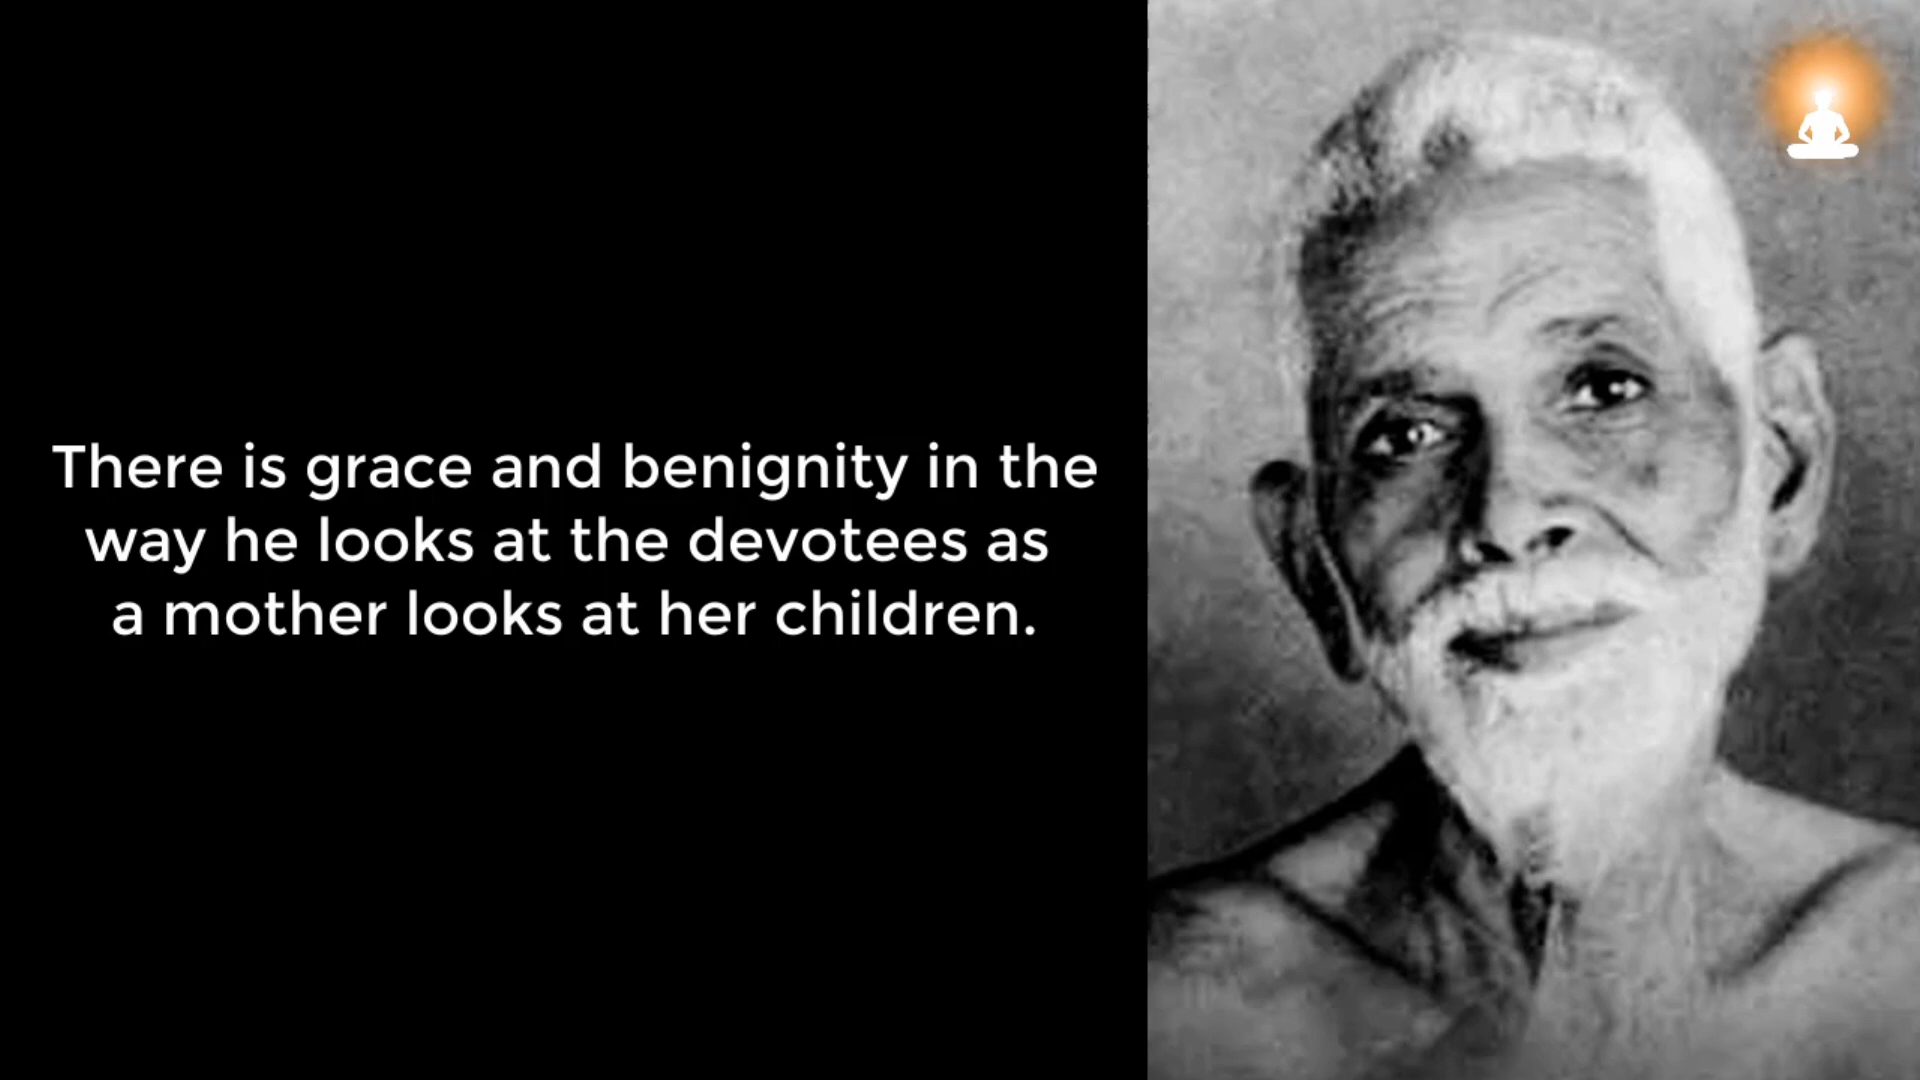 There is grace and benignity in the
way he looks at the devotees as
a mother looks at her children.